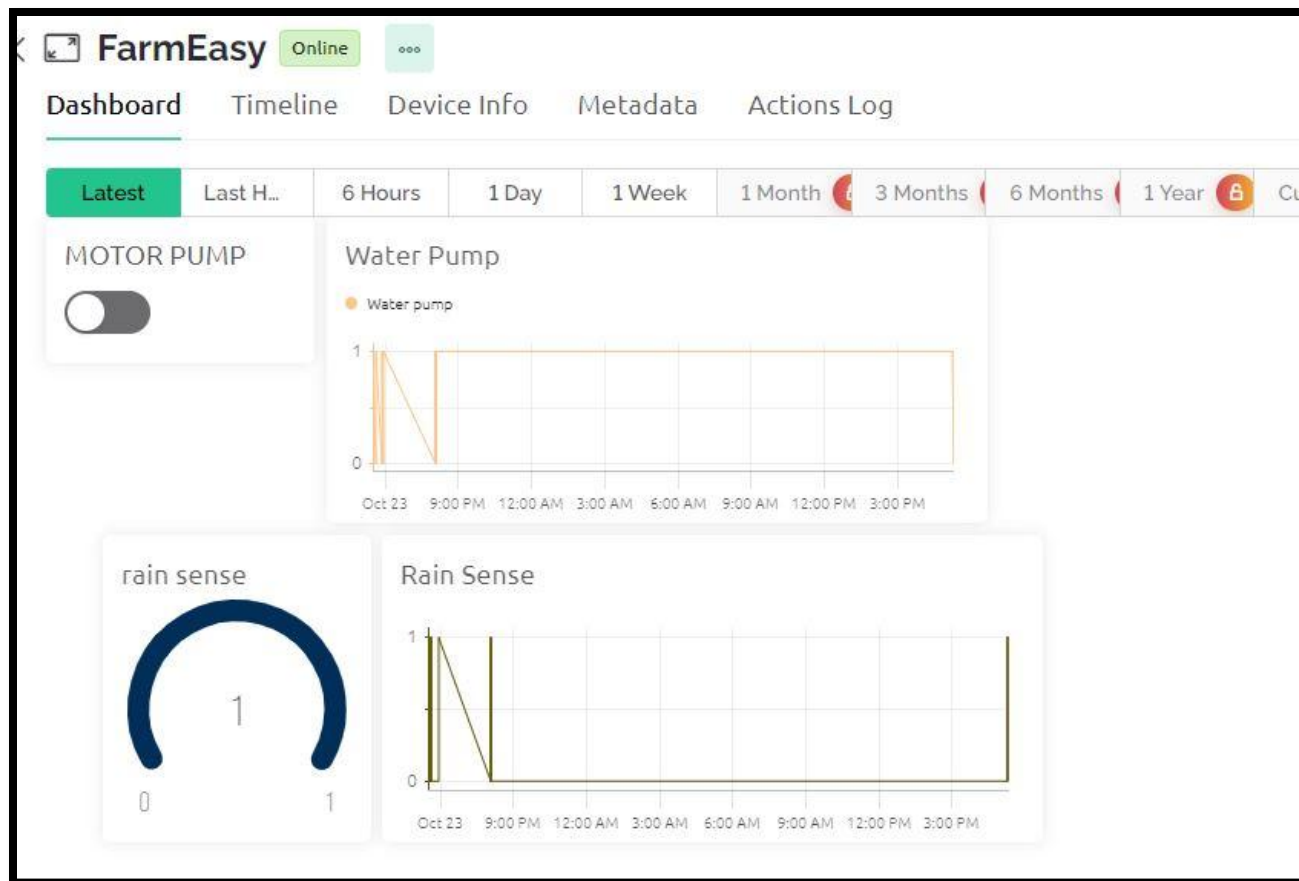 FarmEasy Online
Dashboard Timeline Device Info Metadata Actions Log
Latest Last H... 6 Hours 1 Day 1 Week 1 Month 3 Months 6 Months 1 Year Cu
MOTOR PUMP
Water Pump
Water pump
1
0
Oct 23 9:00 PM 12:00 AM 3:00 AM 6:00 AM 9:00 AM 12:00 PM 3:00 PM
rain sense
1
0 1
Rain Sense
1
0
Oct 23 9:00 PM 12:00 AM 3:00 AM 6:00 AM 9:00 AM 12:00 PM 3:00 PM